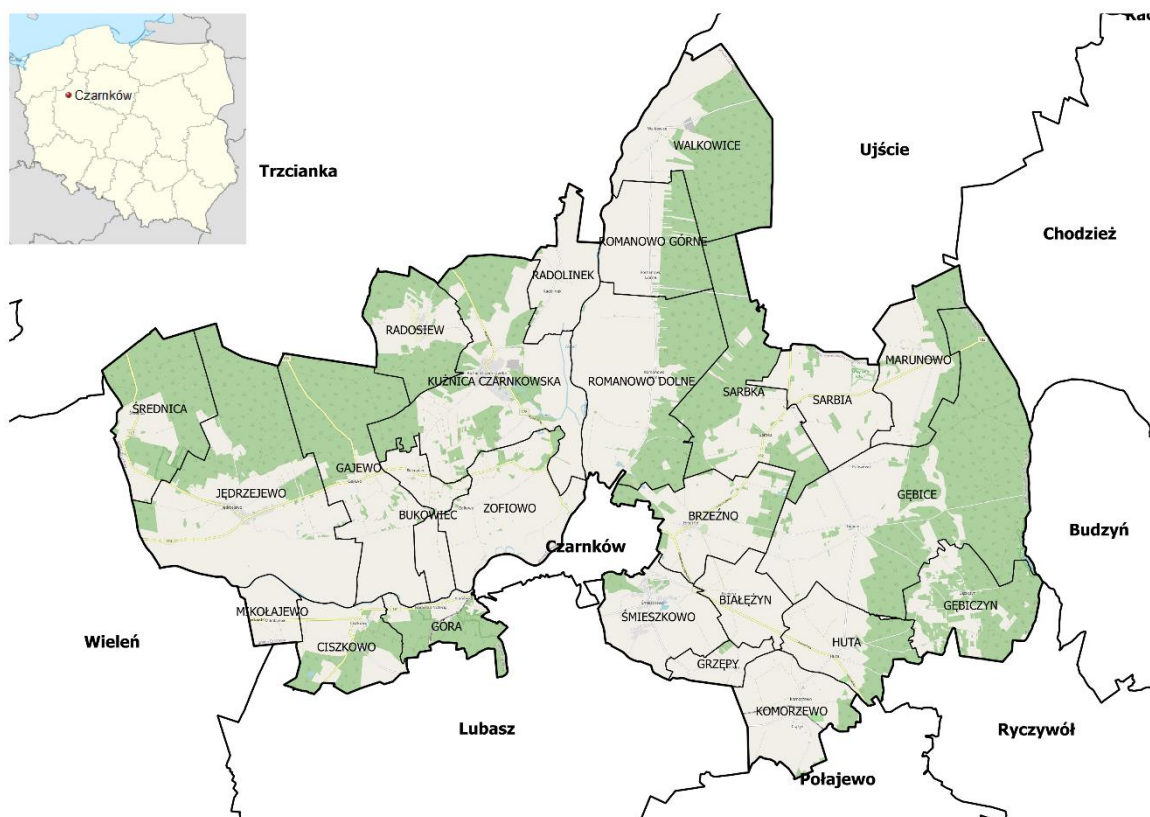 Czarnków
Trzcianka
Ujście
Chodzież
WALKOWICE
ROMANOWO GÓRNE
RADOLINEK
RADOSIEW
MARUNOWO
KUŹNICA CZARNKOWSKA
ROMANOWO DOLNE
SARBKA
SARBIA
ŚREDNICA
GAJEWO
JĘDRZEJEWO
GĘBICE
BUKOWIEC
ZOFIOWO
BRZEŹNO
Budzyń
Czarnków
BIAŁĘŻYN
GĘBICZYN
MIKOŁAJEWO
GÓRA
ŚMIESZKOWO
Wieleń
CISZKOWO
HUTA
GRZĘPY
KOMORZEWO
Lubasz
Ryczywół
Połajewo